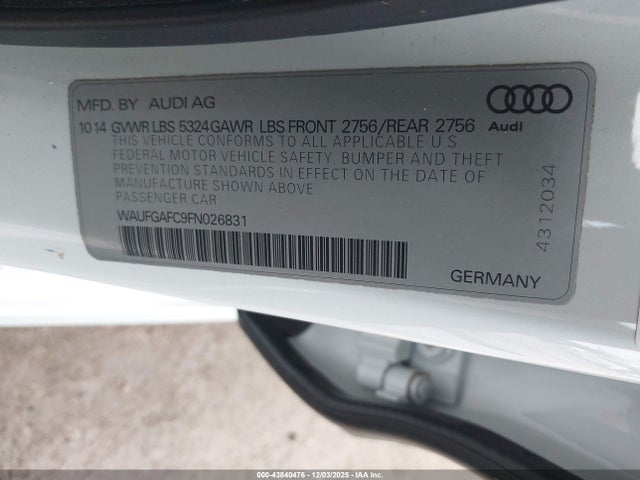 MFD. BY AUDI AG
10 14 GVWR LBS 5324 GAWR LBS FRONT 2756/REAR 2756
THIS VEHICLE CONFORMS TO ALL APPLICABLE U.S
FEDERAL MOTOR VEHICLE SAFETY, BUMPER AND THEFT
PREVENTION STANDARDS IN EFFECT ON THE DATE OF
MANUFACTURE SHOWN ABOVE
PASSENGER CAR
WAUFGAFC9FN026831
Audi
4312034
GERMANY
000-43840476 - 12/03/2025 - IAA Inc.